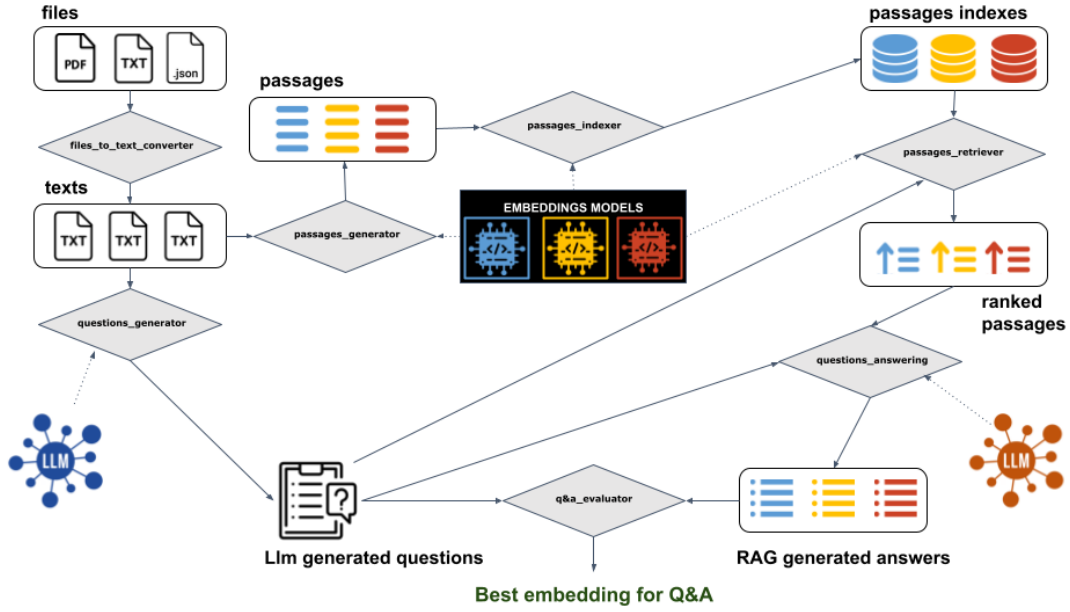 files
PDF
TXT
.json
files_to_text_converter
texts
TXT
TXT
TXT
questions_generator
LLM
passages
passages_generator
passages_indexer
EMBEDDINGS MODELS
</>
</>
</>
passages indexes
passages_retriever
ranked
passages
questions_answering
LLM
?
Llm generated questions
q&a_evaluator
RAG generated answers
Best embedding for Q&A